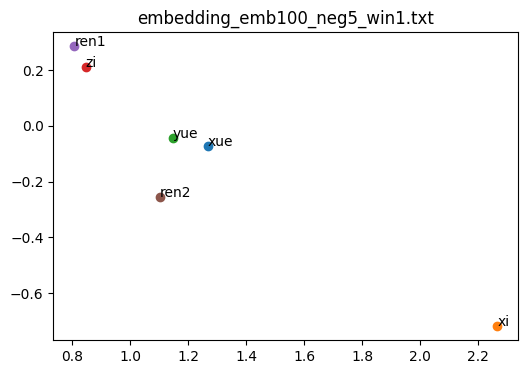 embedding_emb100_neg5_win1.txt
ren1
zi
yue
xue
ren2
xi
0.2
0.0
−0.2
−0.4
−0.6
0.8 1.0 1.2 1.4 1.6 1.8 2.0 2.2